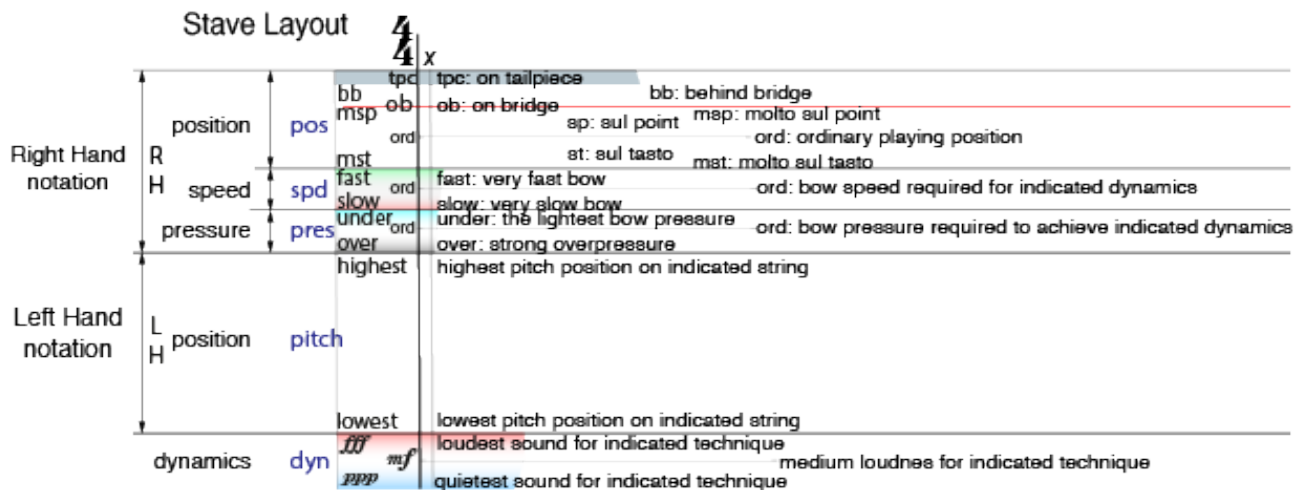 Stave Layout 4
4 x
tpc tpc: on tailpiece
bb bb: behind bridge
ob ob: on bridge
msp sp: sul point msp: molto sul point
position pos ord ord: ordinary playing position
mst st: sul tasto mst: molto sul tasto
Right Hand
notation
R
H
fast fast: very fast bow
speed spd ord ord: bow speed required for indicated dynamics
slow slow: very slow bow
under under: the lightest bow pressure
pressure pres ord ord: bow pressure required to achieve indicated dynamics
over over: strong overpressure
highest highest pitch position on indicated string
Left Hand
notation
L
H
position pitch
lowest lowest pitch position on indicated string
fff loudest sound for indicated technique
dynamics dyn mf medium loudnes for indicated technique
ppp quietest sound for indicated technique